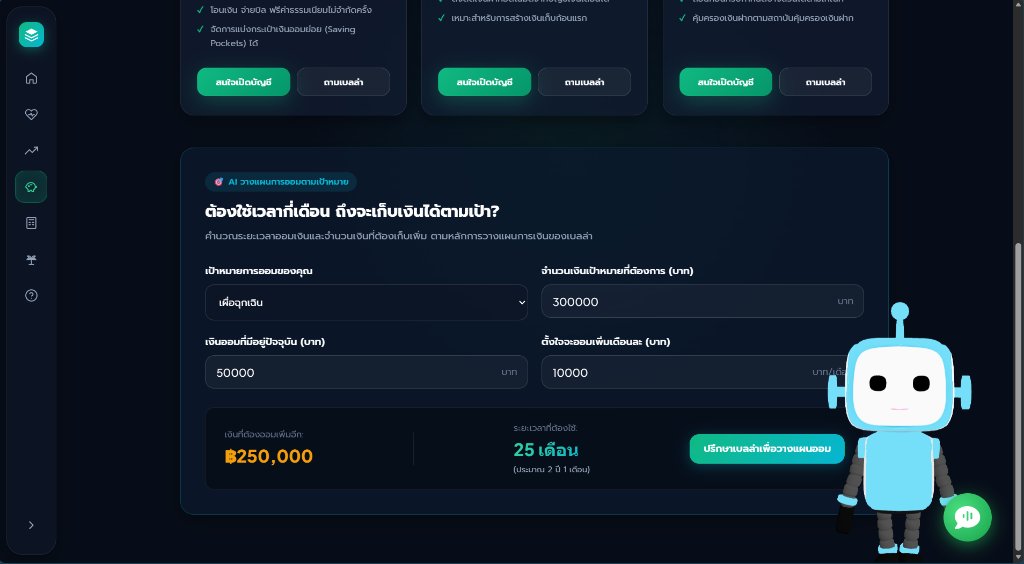 ✓ โอนเงิน จ่ายบิล ฟรีค่าธรรมเนียมไม่จำกัดครั้ง
✓ จัดการแบ่งกระเป๋าเงินออมย่อย (Saving
Pockets) ได้
สนใจเปิดบัญชี
ถามเบลล่า
✓ เหมาะสำหรับการสร้างเงินเก็บก้อนแรก
สนใจเปิดบัญชี
ถามเบลล่า
✓ คุ้มครองเงินฝากตามสถาบันคุ้มครองเงินฝาก
สนใจเปิดบัญชี
ถามเบลล่า
🎯 AI วางแผนการออมตามเป้าหมาย
ต้องใช้เวลากี่เดือน ถึงจะเก็บเงินได้ตามเป้า?
คำนวณระยะเวลาออมเงินและจำนวนเงินที่ต้องเก็บเพิ่ม ตามหลักการวางแผนการเงินของเบลล่า
เป้าหมายการออมของคุณ
เผื่อฉุกเฉิน
จำนวนเงินเป้าหมายที่ต้องการ (บาท)
300000 บาท
เงินออมที่มีอยู่ปัจจุบัน (บาท)
50000 บาท
ตั้งใจจะออมเพิ่มเดือนละ (บาท)
10000
เงินที่ต้องออมเพิ่มอีก:
฿250,000
ระยะเวลาที่ต้องใช้:
25 เดือน
(ประมาณ 2 ปี 1 เดือน)
ปรึกษาเบลล่าเพื่อวางแผนออม